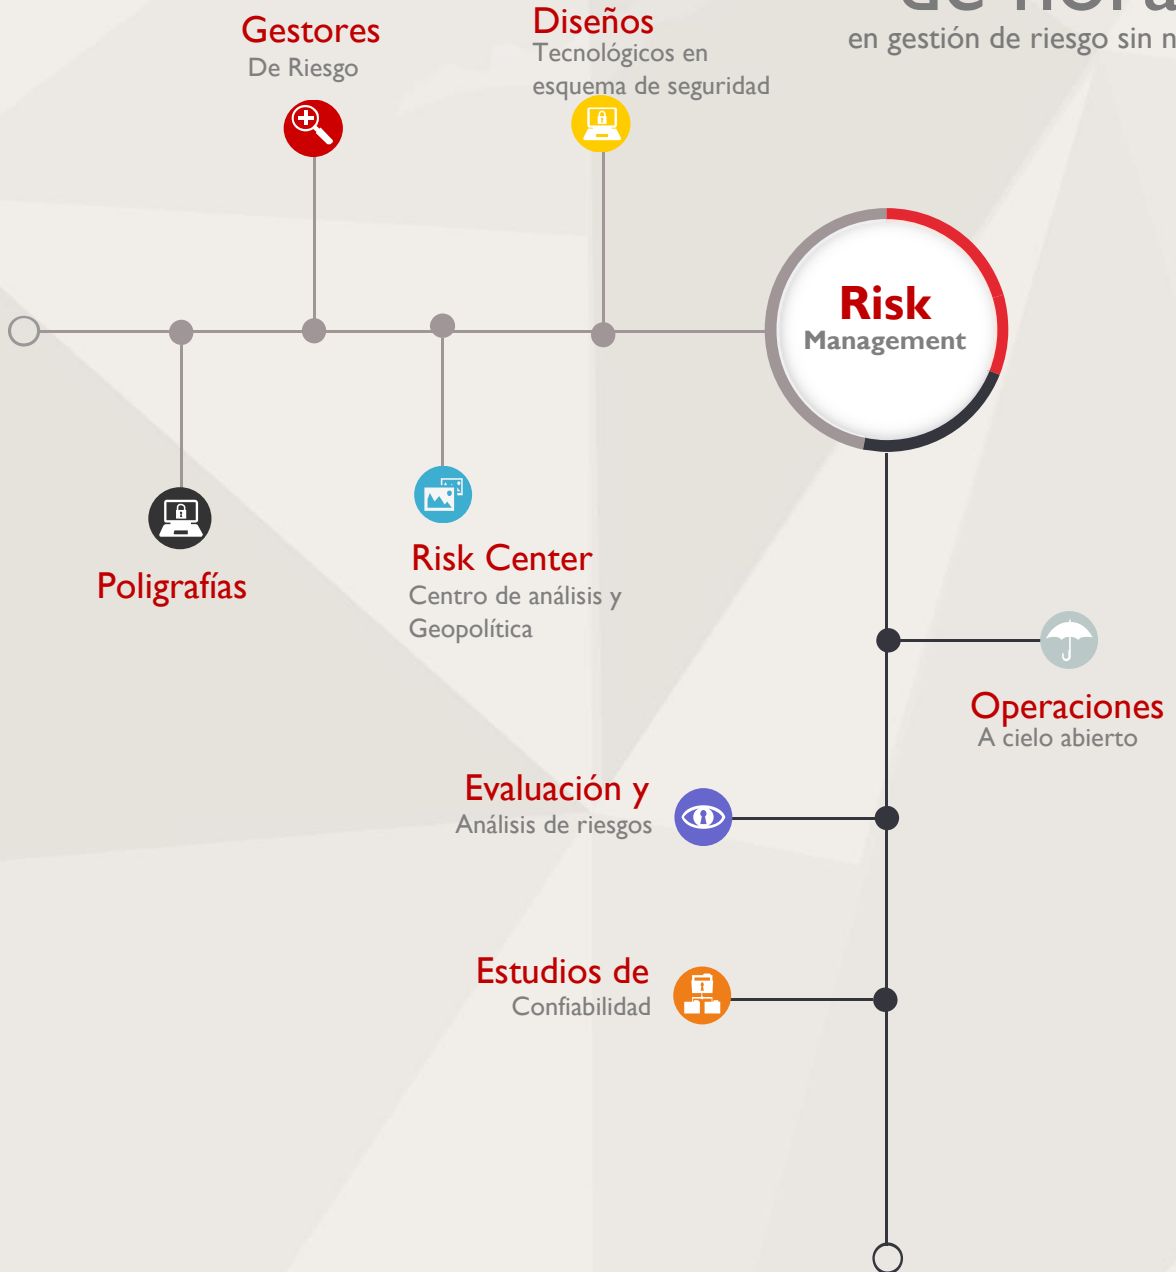 Gestores
De Riesgo
Diseños
Tecnológicos en
esquema de seguridad
en gestión de riesgo sin
Risk
Management
Poligrafías
Risk Center
Centro de análisis y
Geopolítica
Operaciones
A cielo abierto
Evaluación y
Análisis de riesgos
Estudios de
Confiabilidad